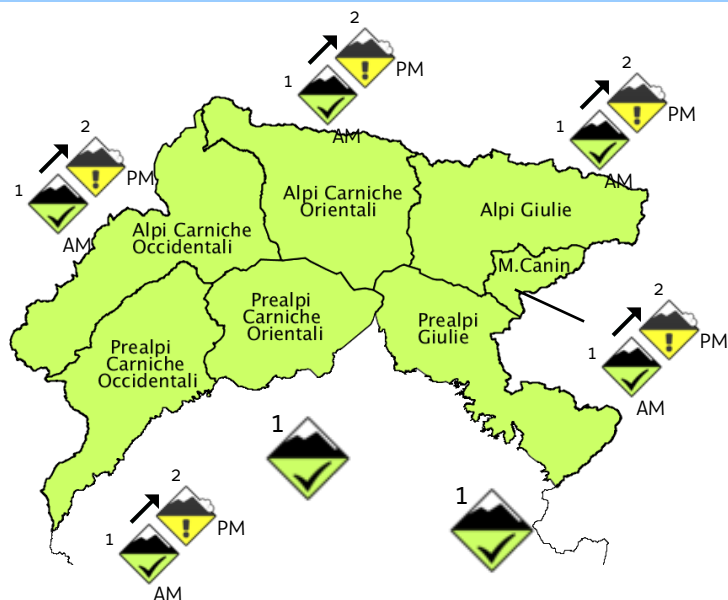 2
1
PM
AM
2
1
PM
AM
2
1
PM
AM
Alpi Carniche
Orientali
Alpi Giulie
Alpi Carniche
Occidentali
M.Canin
Prealpi
Carniche
Orientali
Prealpi
Giulie
2
1
PM
AM
Prealpi
Carniche
Occidentali
1
1
2
1
PM
AM